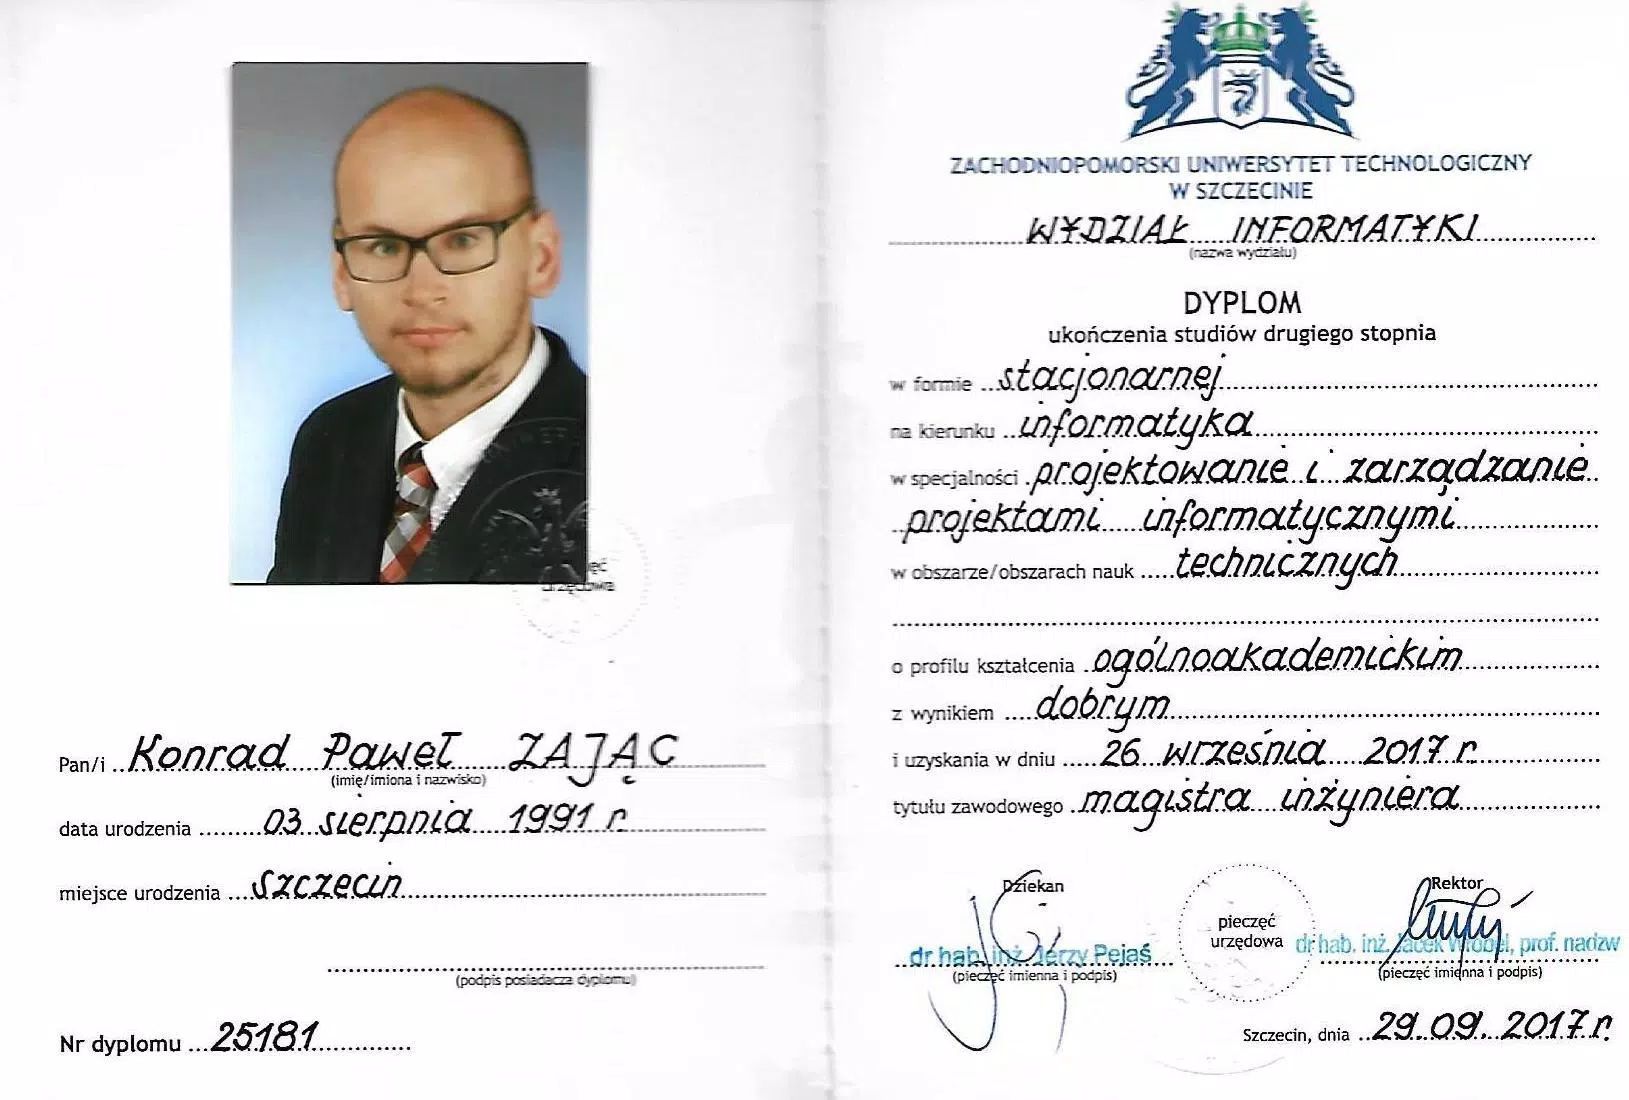 ęć
urzędowa
Pan/i Konrad Paweł ZAJĄC
(imię/imiona i nazwisko)
data urodzenia 03 sierpnia 1991 r.
miejsce urodzenia Szczecin
(podpis posiadacza dyplomu)
Nr dyplomu 25181
ZACHODNIOPOMORSKI UNIWERSYTET TECHNOLOGICZNY
W SZCZECINIE
WYDZIAŁ INFORMATYKI
(nazwa wydziału)
DYPLOM
ukończenia studiów drugiego stopnia
w formie stacjonarnej
na kierunku informatyka
w specjalności projektowanie i zarządzanie
projektami informatycznymi
w obszarze/obszarach nauk technicznych
o profilu kształcenia ogólnoakademickim
z wynikiem dobrym
i uzyskania w dniu 26 września 2017 r.
tytułu zawodowego magistra inżyniera
Dziekan
dr hab. inż. Jerzy Pejaś
(pieczęć imienna i podpis)
pieczęć
urzędowa
Rektor
dr hab. inż. Jacek Wróbel, prof. nadzw
(pieczęć imienna i podpis)
Szczecin, dnia 29.09.2017 r.